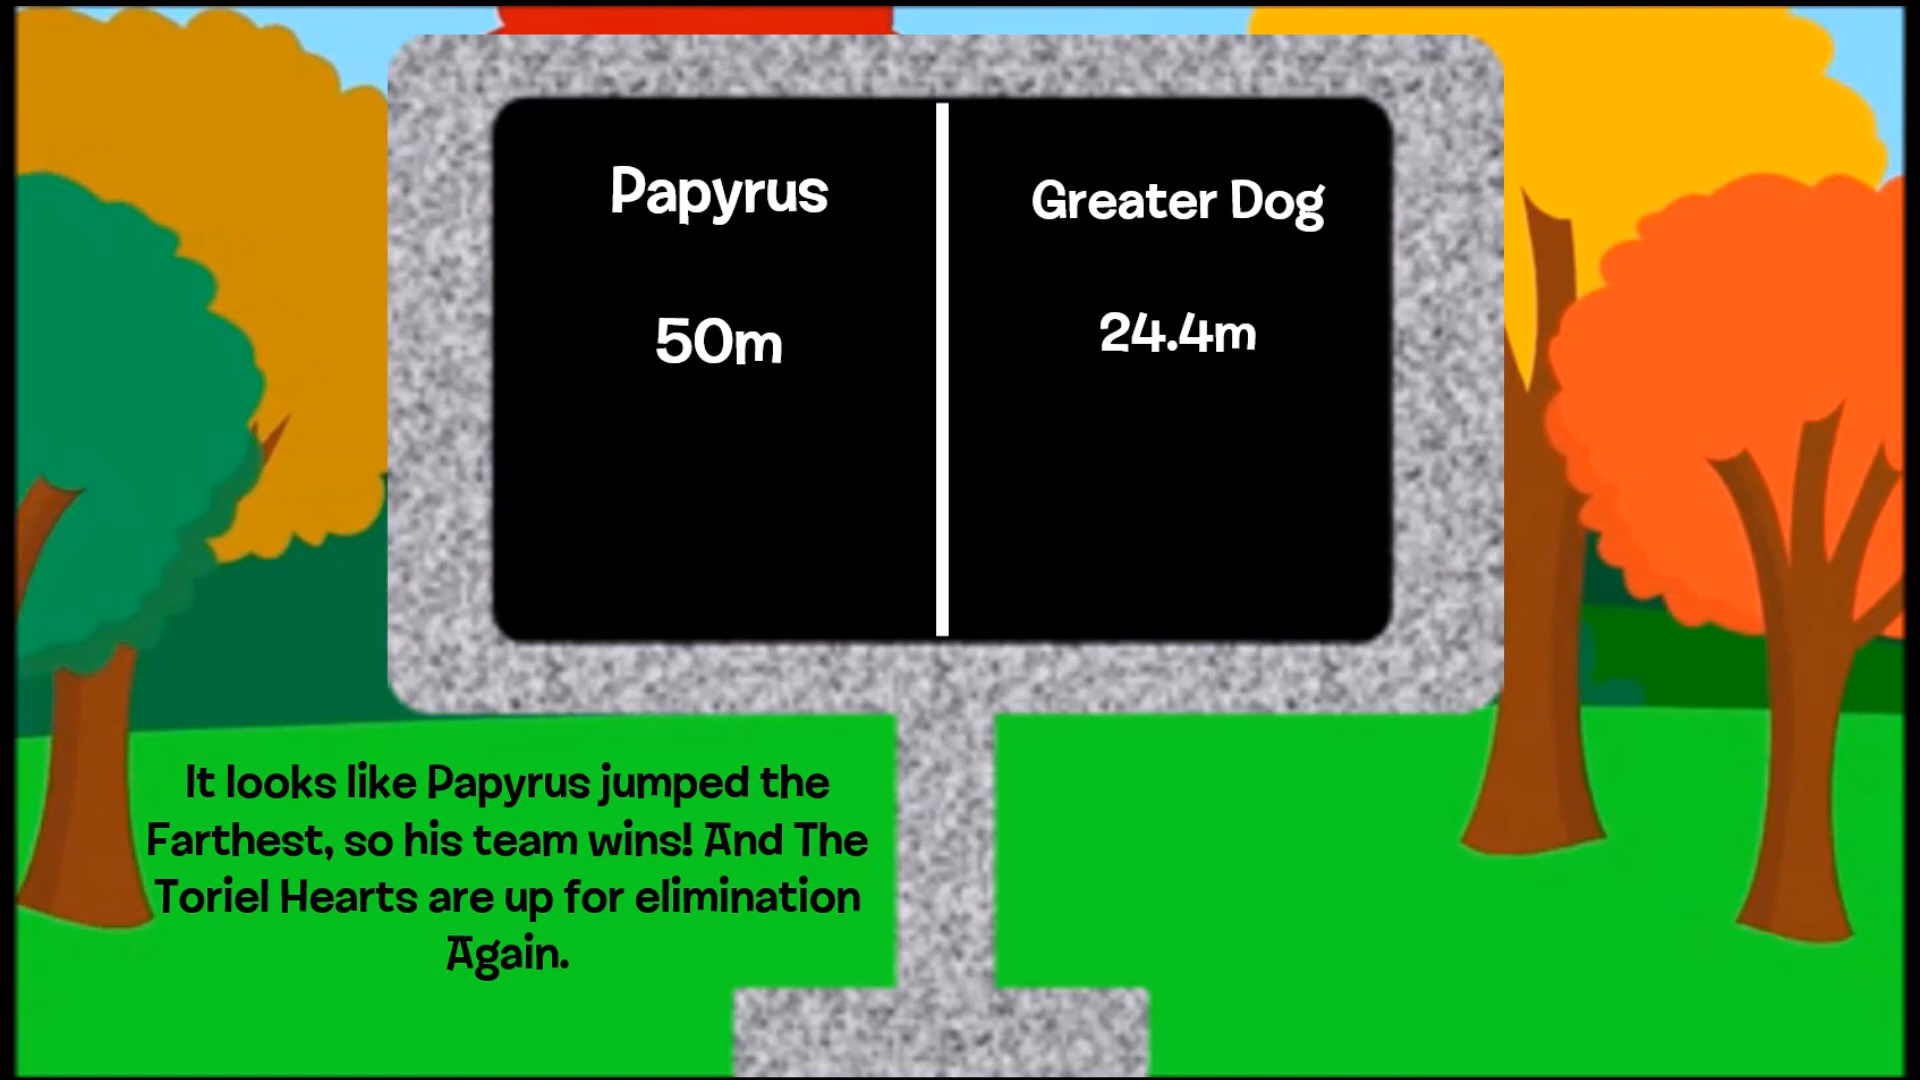 Papyrus
Greater Dog
50m
24.4m
It looks like Papyrus jumped the
Farthest, so his team wins! And The
Toriel Hearts are up for elimination
Again.